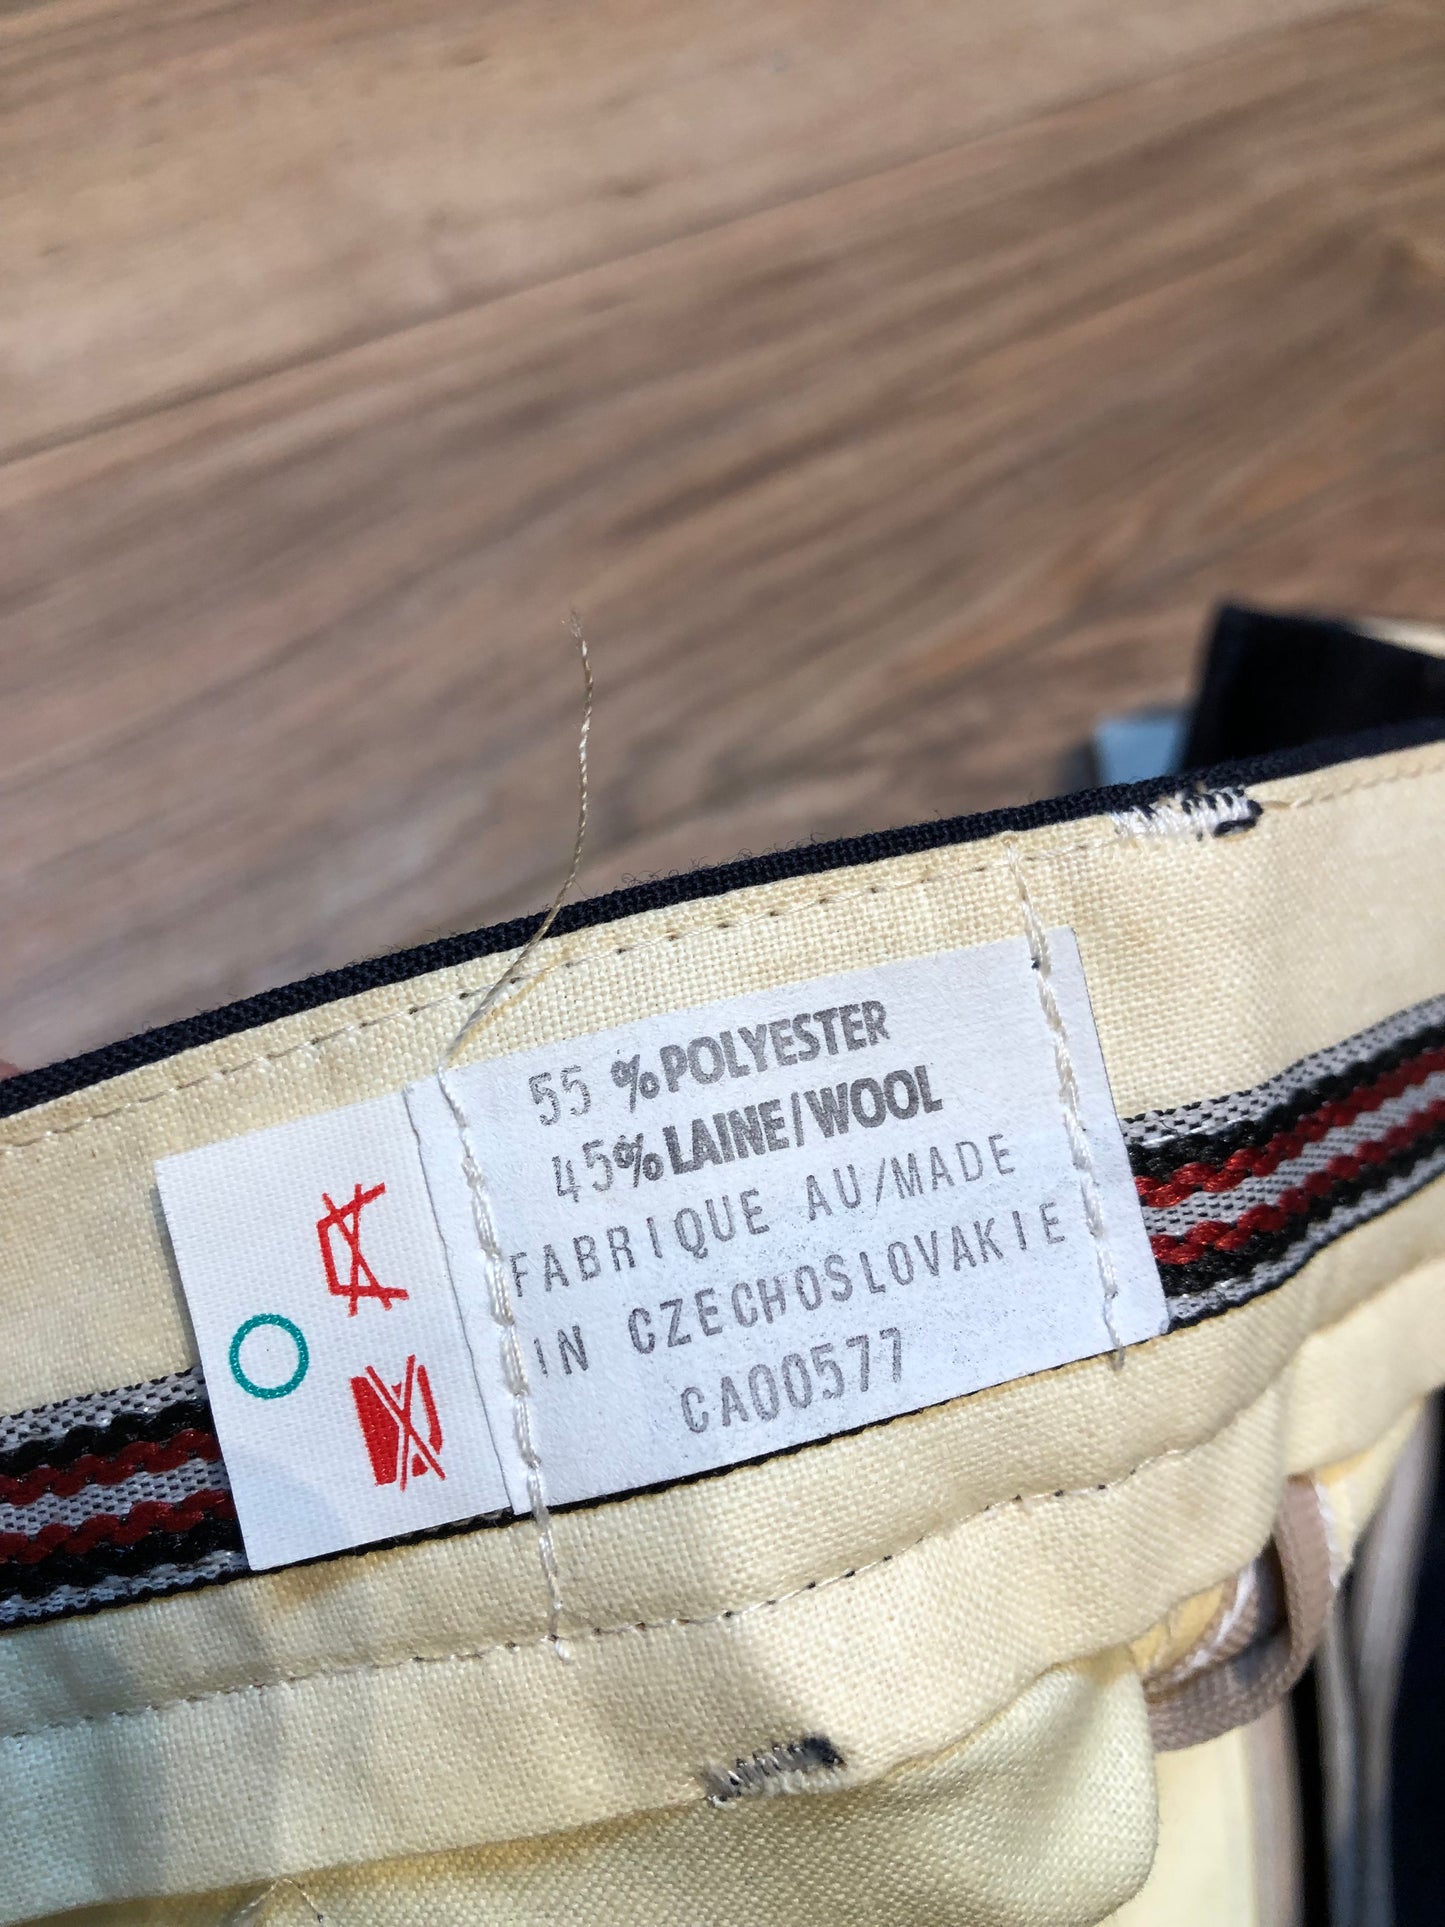 55 %POLYESTER
45%LAINE/WOOL
FABRIQUE AU/MADE
IN CZECHOSLOVAKIE
CA00577